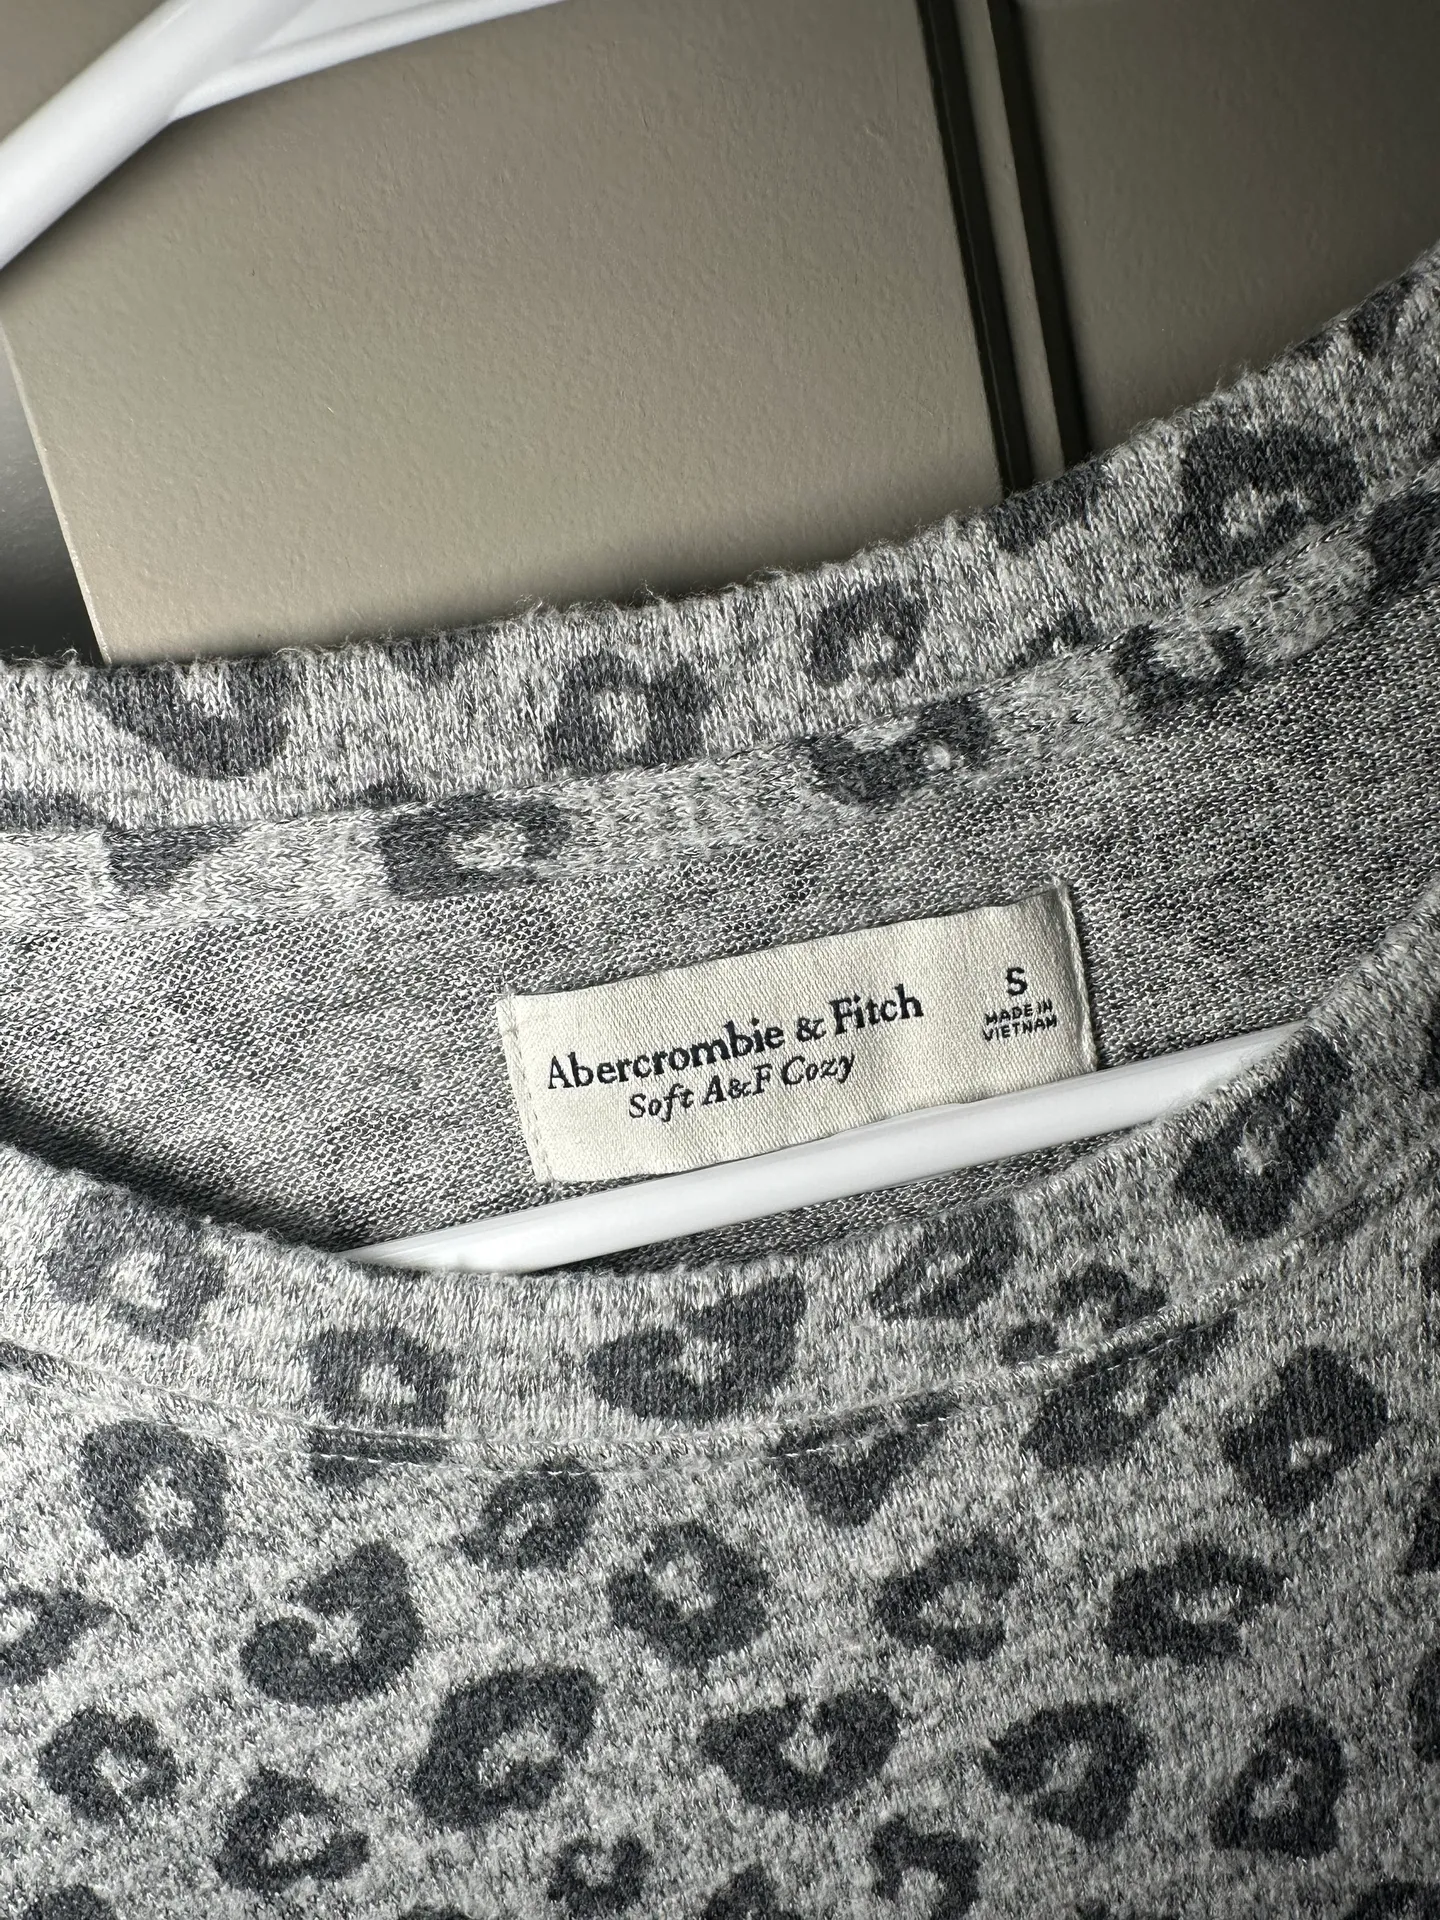 Abercrombie & Fitch
Soft A&F Cozy
S
MADE IN
VIETNAM